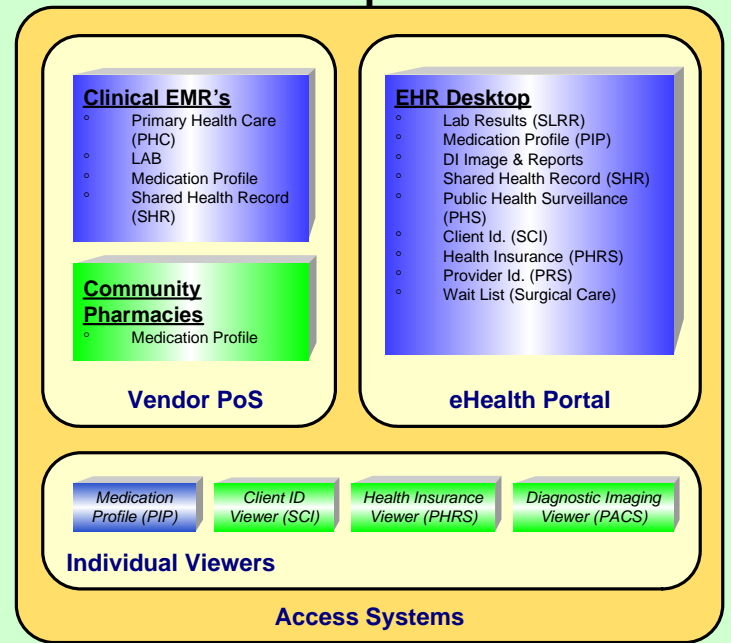 Clinical EMR's
° Primary Health Care
(PHC)
° LAB
° Medication Profile
° Shared Health Record
(SHR)
Community
Pharmacies
° Medication Profile
Vendor PoS
EHR Desktop
° Lab Results (SLRR)
° Medication Profile (PIP)
° DI Image & Reports
° Shared Health Record (SHR)
° Public Health Surveillance
(PHS)
° Client Id. (SCI)
° Health Insurance (PHRS)
° Provider Id. (PRS)
° Wait List (Surgical Care)
eHealth Portal
Medication
Profile (PIP)
Client ID
Viewer (SCI)
Health Insurance
Viewer (PHRS)
Diagnostic Imaging
Viewer (PACS)
Individual Viewers
Access Systems